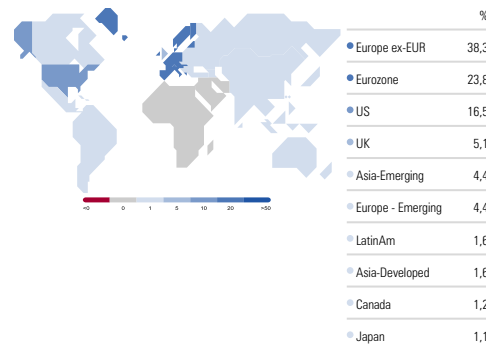 %
Europe ex-EUR 38,3
Eurozone 23,8
US 16,5
UK 5,1
Asia-Emerging 4,4
Europe - Emerging 4,4
LatinAm 1,6
Asia-Developed 1,6
Canada 1,2
Japan 1,1
<0 0 1 5 10 20 >50